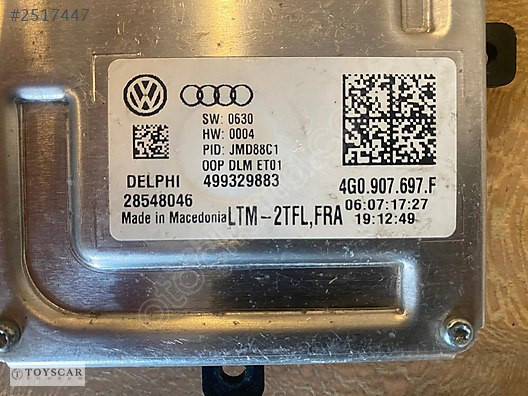 #2517447
SW: 0630
HW: 0004
PID: JMD88C1
OOP DLM ET01
DELPHI 499329883
28548046
Made in Macedonia LTM-2TFL,FRA
4G0.907.697.F
06:07:17:27
19:12:49
TOYSCAR